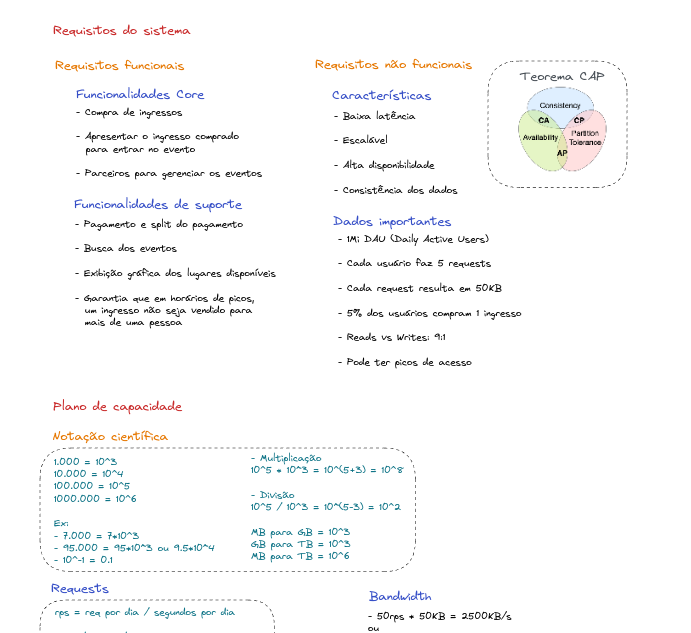 Requisitos do sistema
Requisitos funcionais
Funcionalidades Core
- Compra de ingressos
- Apresentar o ingresso comprado
para entrar no evento
- Parceiros para gerenciar os eventos
Funcionalidades de suporte
- Pagamento e split do pagamento
- Busca dos eventos
- Exibição gráfica dos lugares disponíveis
- Garantia que em horários de picos,
um ingresso não seja vendido para
mais de uma pessoa
Requisitos não funcionais
Características
- Baixa latência
- Escalável
- Alta disponibilidade
- Consistência dos dados
Dados importantes
- 1Mi DAU (Daily Active Users)
- Cada usuário faz 5 requests
- Cada request resulta em 50KB
- 5% dos usuários compram 1 ingresso
- Reads vs Writes: 9:1
- Pode ter picos de acesso
Teorema CAP
Consistency
CA
CP
Availability
Partition
Tolerance
AP
Plano de capacidade
Notação científica
1.000 = 10^3
10.000 = 10^4
100.000 = 10^5
1000.000 = 10^6
Ex:
- 7.000 = 7*10^3
- 95.000 = 95*10^3 ou 9.5*10^4
- 10^-1 = 0.1
- Multiplicação
10^5 * 10^3 = 10^(5+3) = 10^8
- Divisão
10^5 / 10^3 = 10^(5-3) = 10^2
MB para GB = 10^3
GB para TB = 10^3
MB para TB = 10^6
Requests
rps = req por dia / segundos por dia
Bandwidth
- 50rps * 50KB = 2500KB/s
ou